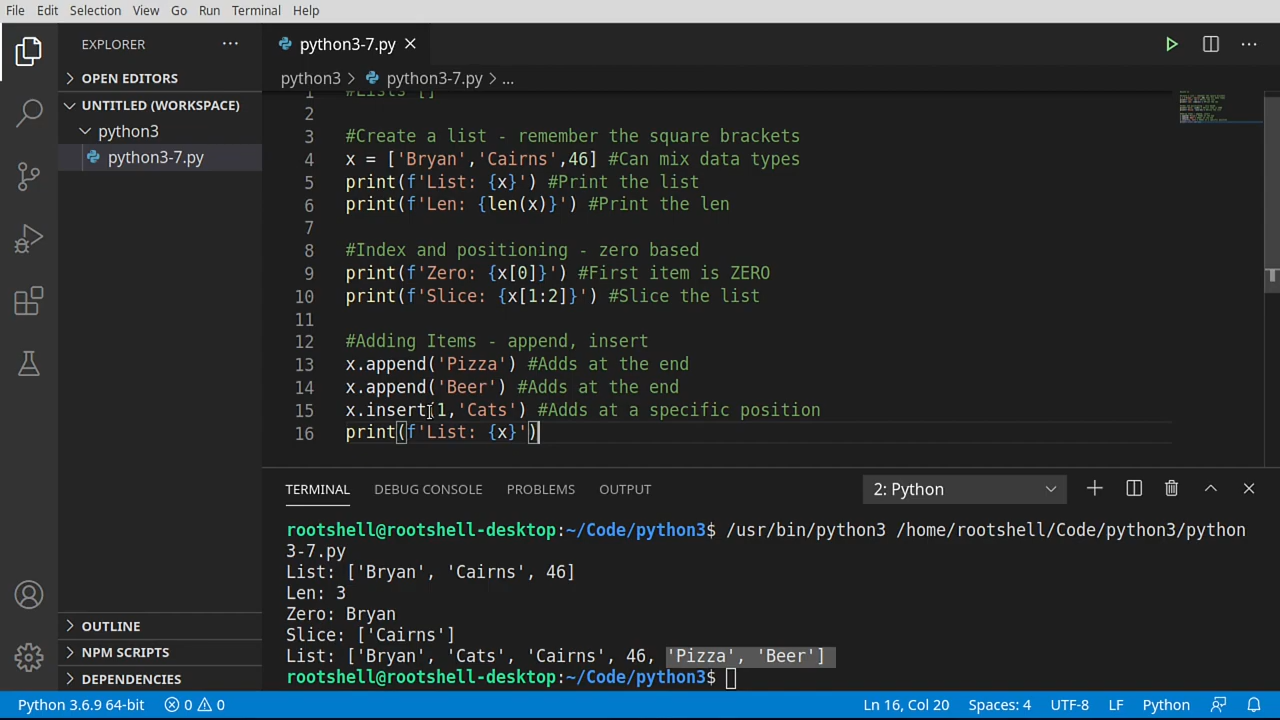 File Edit Selection View Go Run Terminal Help
EXPLORER ...
OPEN EDITORS
UNTITLED (WORKSPACE)
python3
python3-7.py
OUTLINE
NPM SCRIPTS
DEPENDENCIES
python3-7.py
python3 > python3-7.py > ...
1 #Lists []
2
3 #Create a list - remember the square brackets
4 x = ['Bryan','Cairns',46] #Can mix data types
5 print(f'List: {x}') #Print the list
6 print(f'Len: {len(x)}') #Print the len
7
8 #Index and positioning - zero based
9 print(f'Zero: {x[0]}') #First item is ZERO
10 print(f'Slice: {x[1:2]}') #Slice the list
11
12 #Adding Items - append, insert
13 x.append('Pizza') #Adds at the end
14 x.append('Beer') #Adds at the end
15 x.insert(1,'Cats') #Adds at a specific position
16 print(f'List: {x}')
TERMINAL DEBUG CONSOLE PROBLEMS OUTPUT 2: Python
rootshell@rootshell-desktop:~/Code/python3$ /usr/bin/python3 /home/rootshell/Code/python3/python
3-7.py
List: ['Bryan', 'Cairns', 46]
Len: 3
Zero: Bryan
Slice: ['Cairns']
List: ['Bryan', 'Cats', 'Cairns', 46, 'Pizza', 'Beer']
rootshell@rootshell-desktop:~/Code/python3$
Python 3.6.9 64-bit 0 0 Ln 16, Col 20 Spaces: 4 UTF-8 LF Python